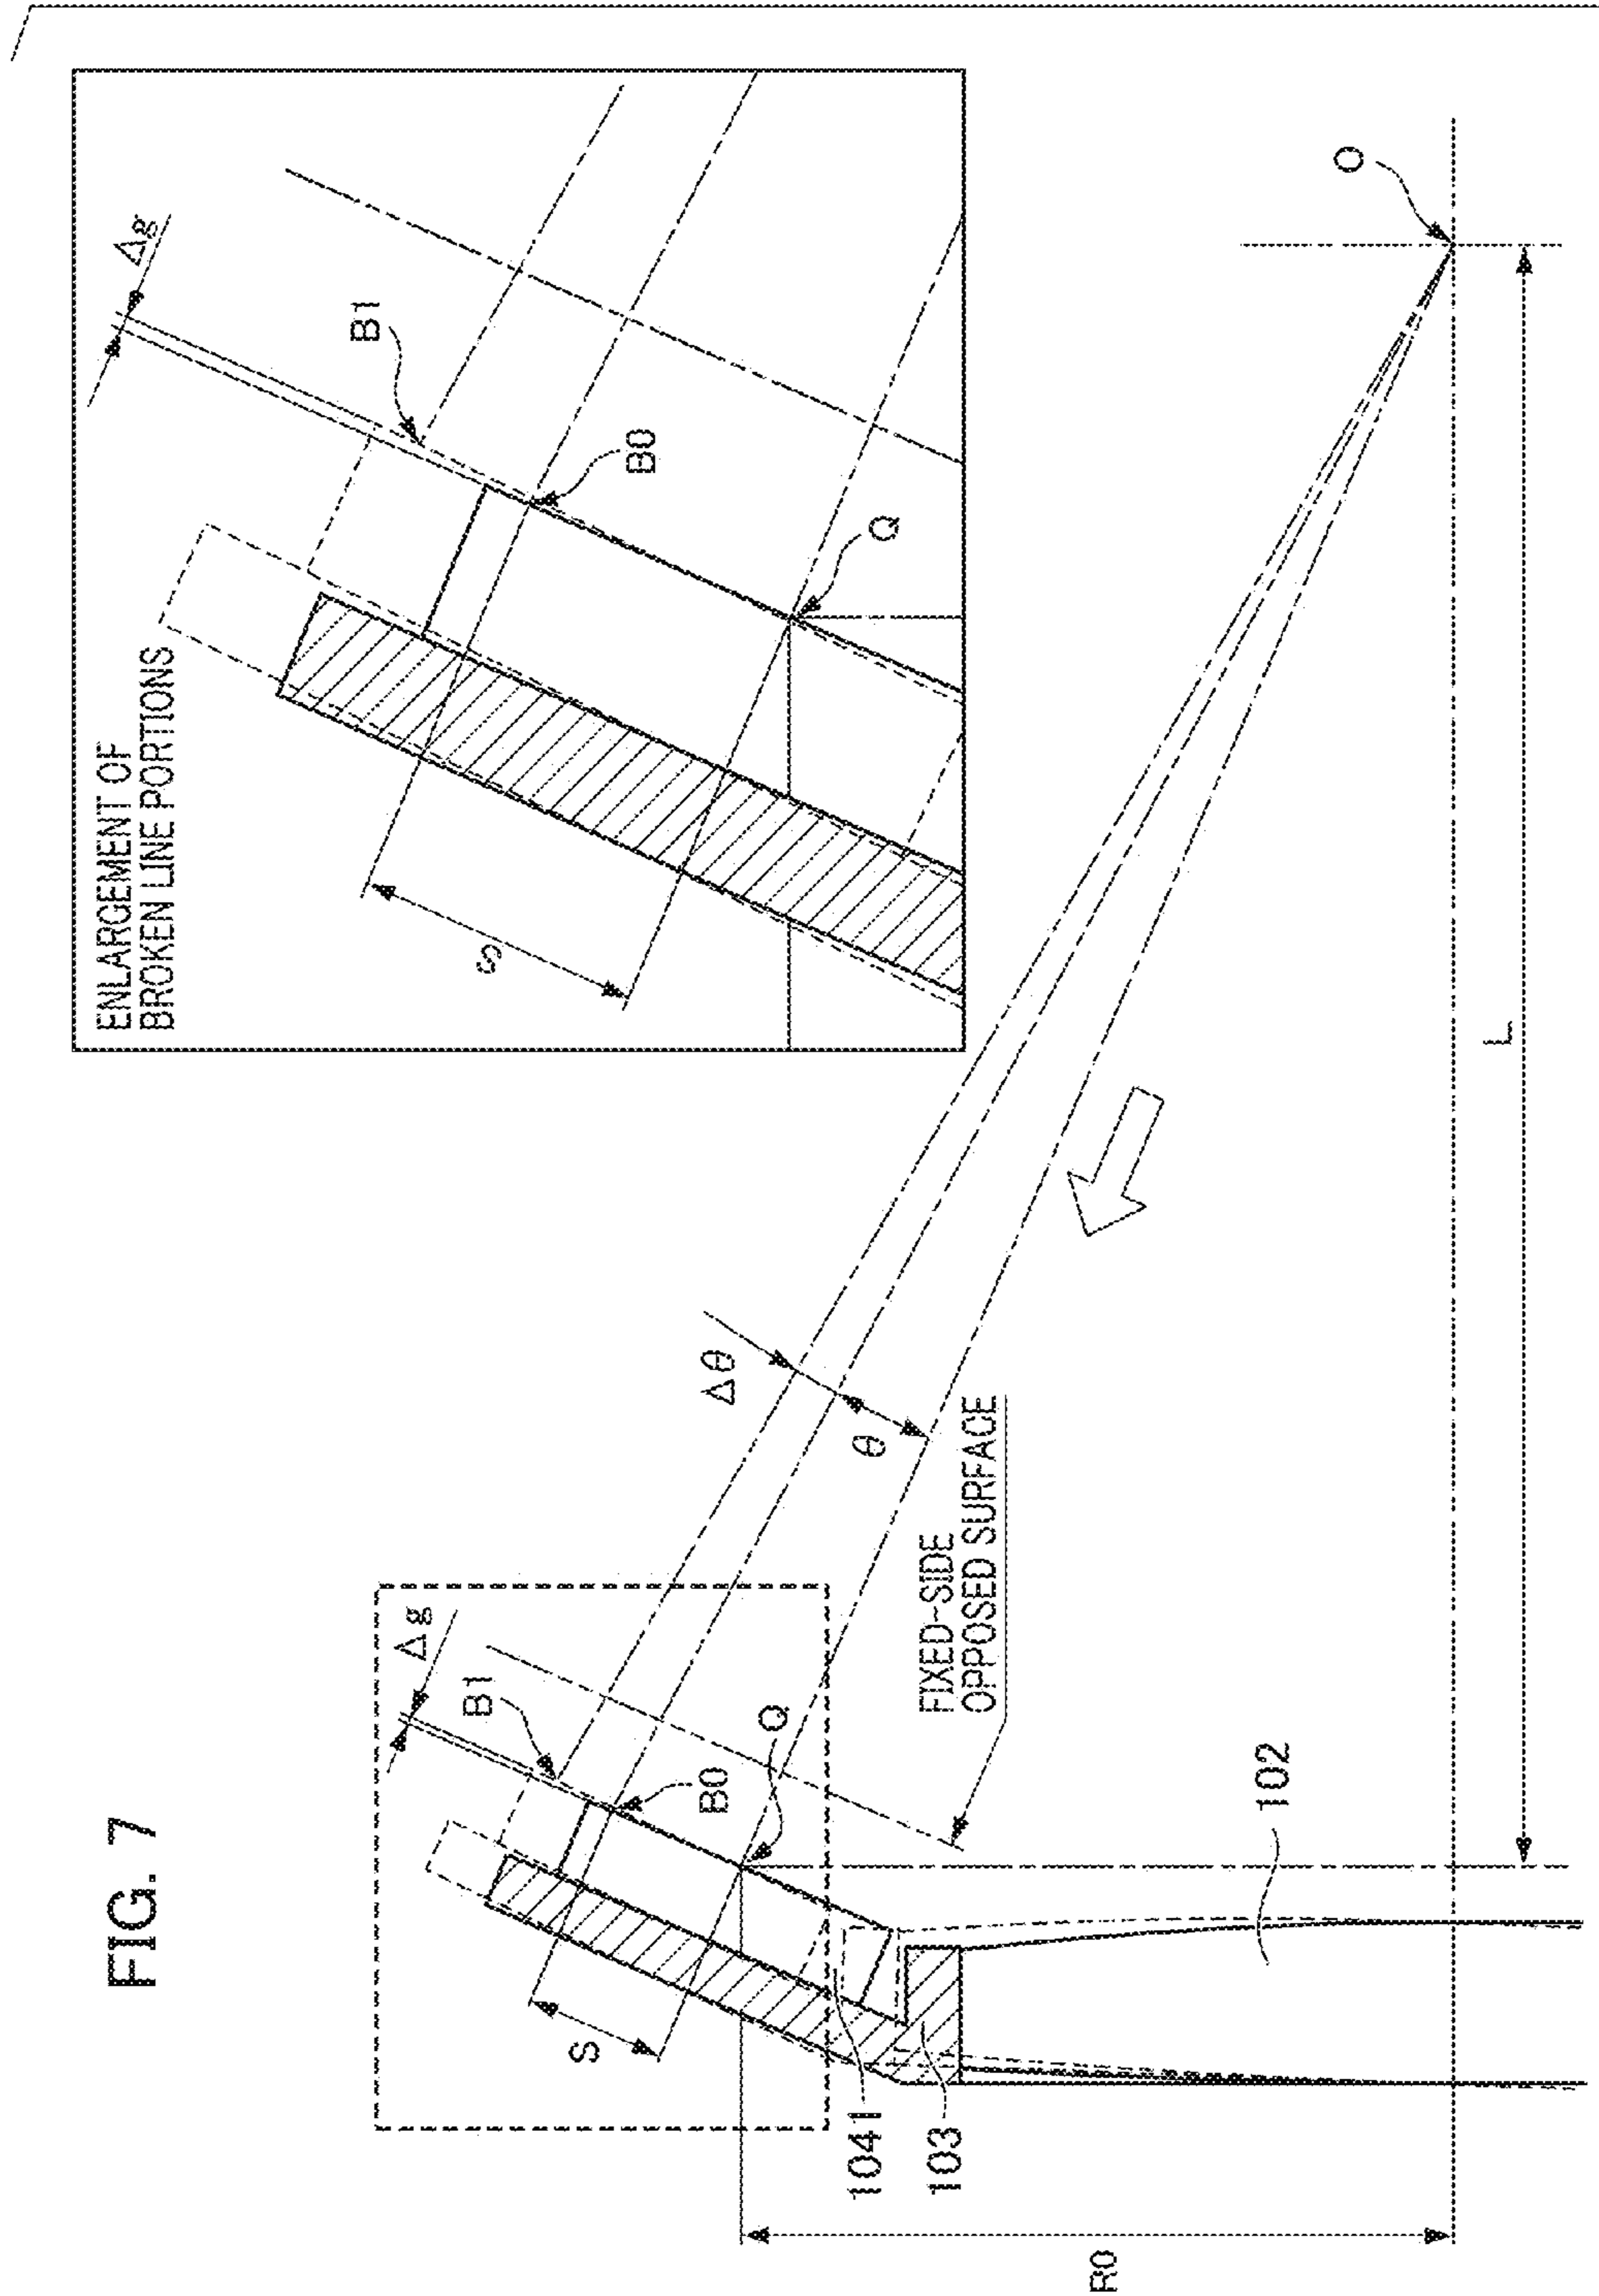 FIG. 7
ENLARGEMENT OF
BROKEN LINE PORTIONS
Δg
B1
B0
Q
S
Δg
B1
B0
Q
S
Δθ
θ
FIXED-SIDE
OPPOSED SURFACE
O
L
R0
1041
103
102